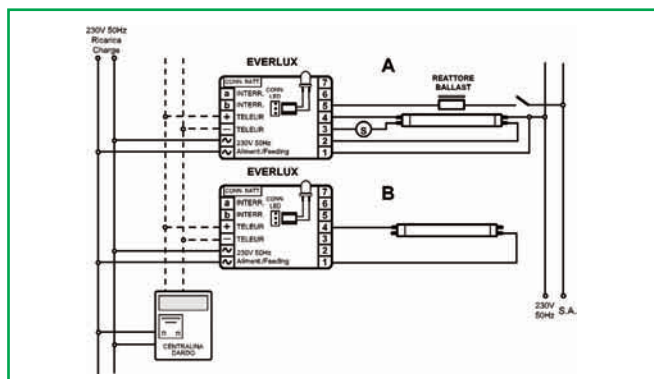 230V 50Hz
Ricarica
Charge
EVERLUX
A
CONN. BATT.
a INTERR.
b INTERR.
+ TELEUR
− TELEUR
~ 230V 50Hz
~ Aliment./Feeding
CONN
LED
7
6
5
4
3
2
1
REATTORE
BALLAST
S
EVERLUX
B
CONN. BATT.
a INTERR.
b INTERR.
+ TELEUR
− TELEUR
~ 230V 50Hz
~ Aliment./Feeding
CONN
LED
7
6
5
4
3
2
1
230V
50Hz
S.A.
n n
CENTRALINA
DARDO